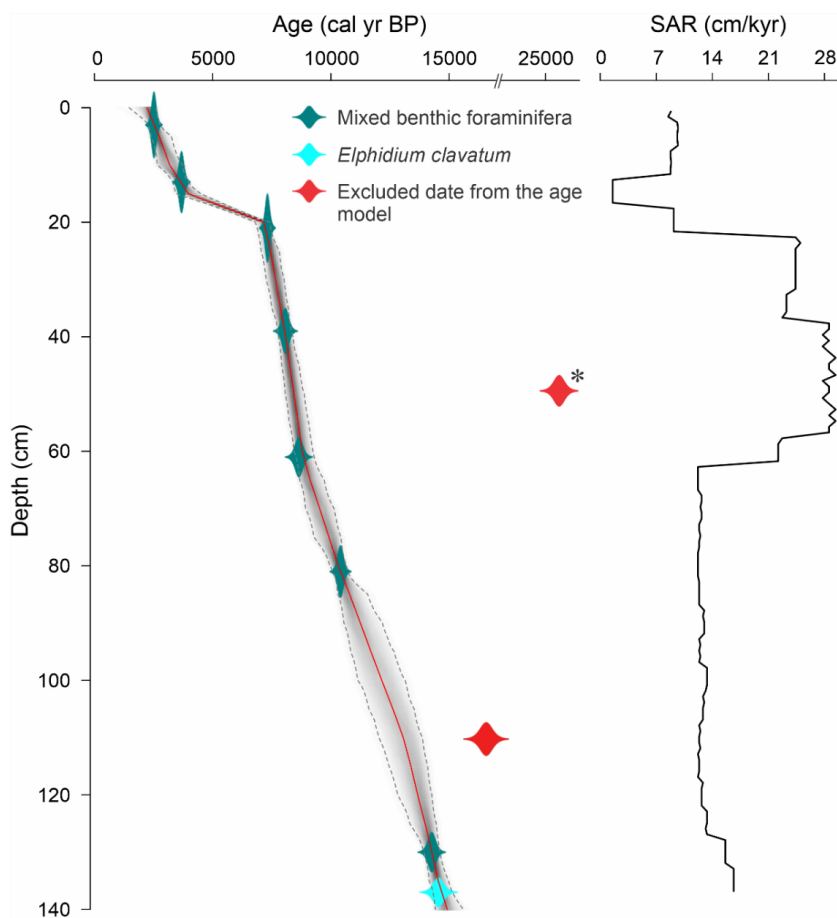 Age (cal yr BP)
SAR (cm/kyr)
0 5000 10000 15000 // 25000
0 7 14 21 28
Mixed benthic foraminifera
Elphidium clavatum
Excluded date from the age
model
*
Depth (cm)
0
20
40
60
80
100
120
140